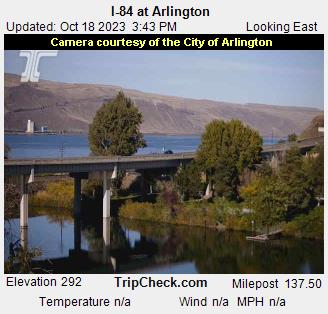 I-84 at Arlington
Updated: Oct 18 2023 3:43 PM Looking East
Camera courtesy of the City of Arlington
Elevation 292 TripCheck.com Milepost 137.50
Temperature n/a Wind n/a MPH n/a